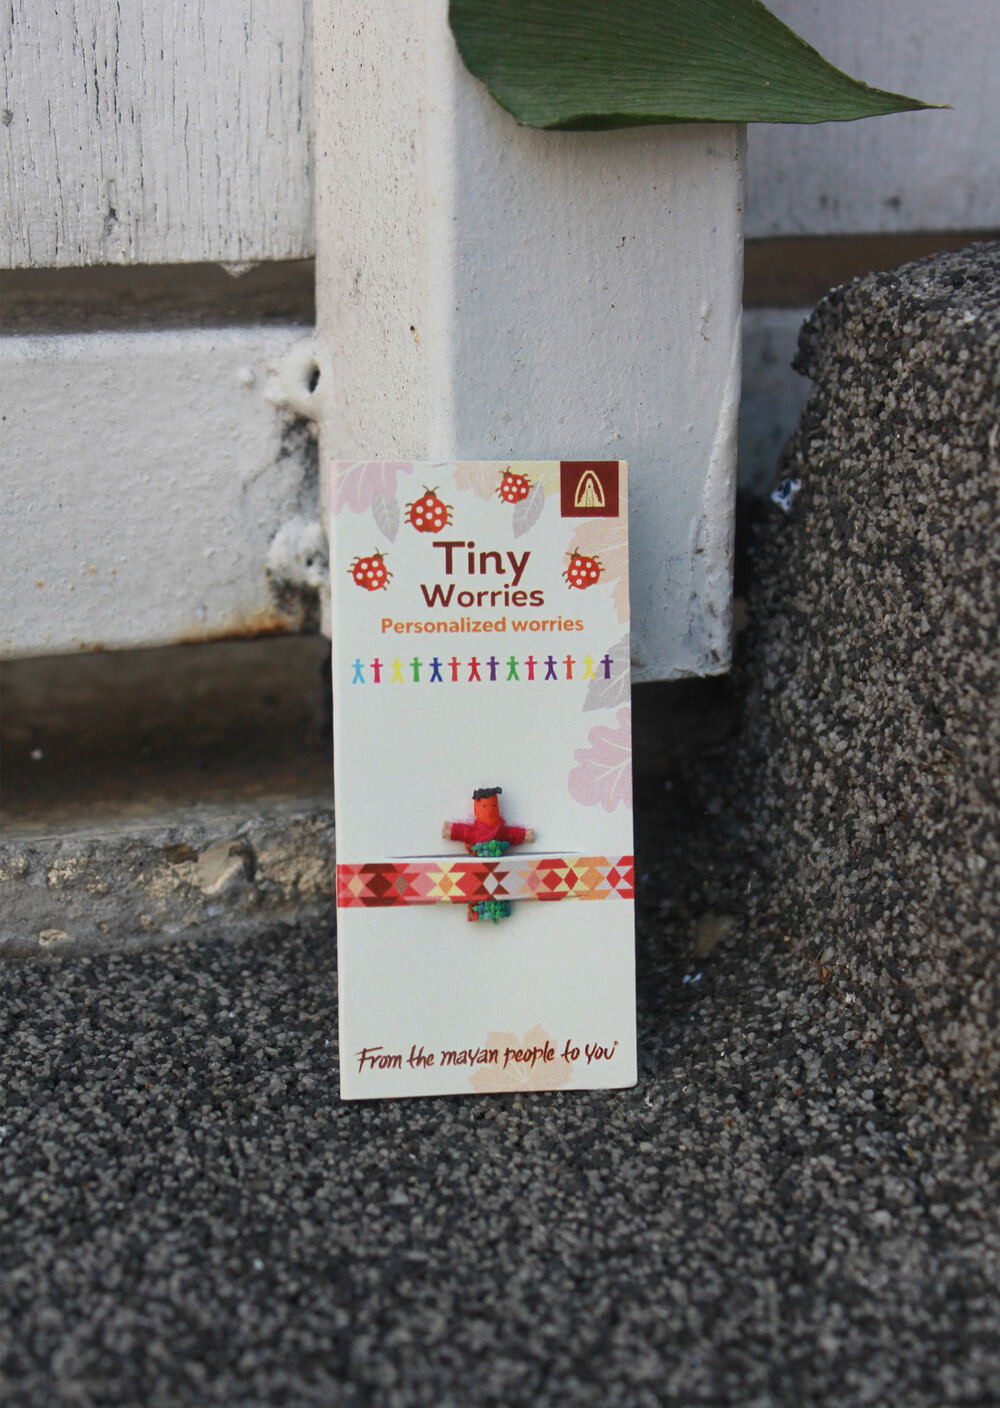 Tiny
Worries
Personalized worries
From the mayan people to you